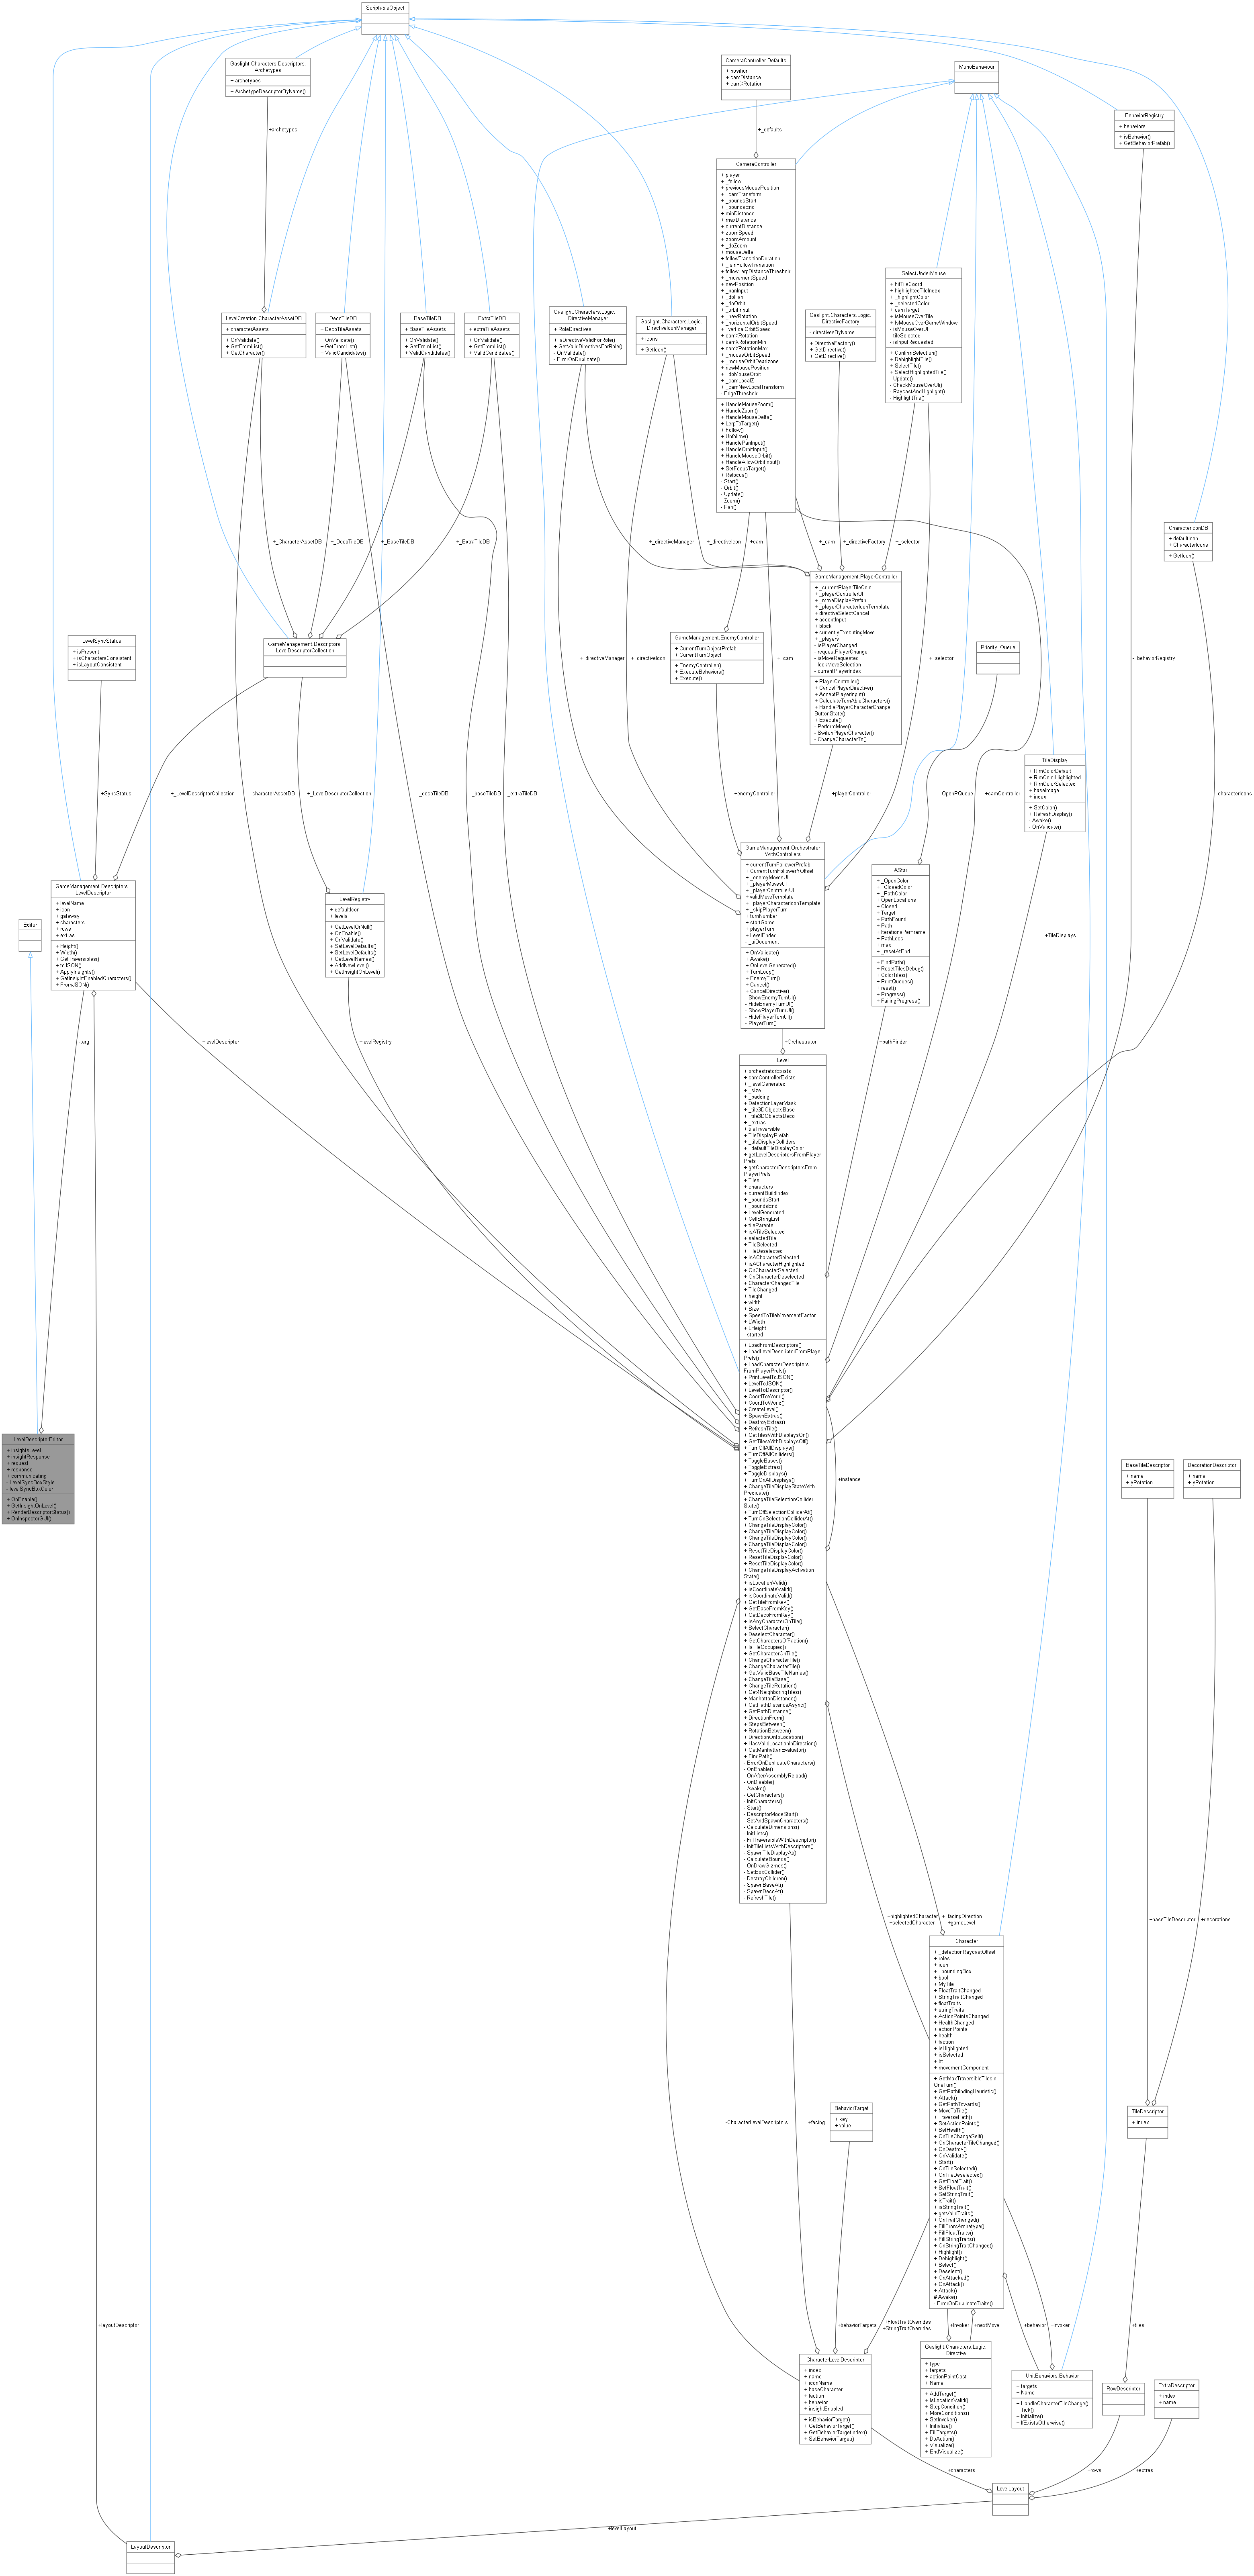 ScriptableObject
Gaslight.Characters.Descriptors.
Archetypes
+ archetypes
+ ArchetypeDescriptorByName()
CameraController.Defaults
+ position
+ camDistance
+ camXRotation
MonoBehaviour
BehaviorRegistry
+ behaviors
+ isBehavior()
+ GetBehaviorPrefab()
+archetypes
+_defaults
CameraController
+ player
+ _follow
+ previousMousePosition
+ _camTransform
+ _boundsStart
+ _boundsEnd
+ minDistance
+ maxDistance
+ currentDistance
+ zoomSpeed
+ zoomAmount
+ _doZoom
+ mouseDelta
+ followTransitionDuration
+ _isInFollowTransition
+ followLerpDistanceThreshold
+ _movementSpeed
+ newPosition
+ _panInput
+ _doPan
+ _doOrbit
+ _orbitInput
+ _newRotation
+ _horizontalOrbitSpeed
+ _verticalOrbitSpeed
+ camXRotation
+ camXRotationMin
+ camXRotationMax
+ _mouseOrbitSpeed
+ _mouseOrbitDeadzone
+ newMousePosition
+ _doMouseOrbit
+ _camLocalZ
+ _camNewLocalTransform
- EdgeThreshold
+ HandleMouseZoom()
+ HandleZoom()
+ HandleMouseDelta()
+ LerpToTarget()
+ Follow()
+ Unfollow()
+ HandlePanInput()
+ HandleOrbitInput()
+ HandleMouseOrbit()
+ HandleAllowOrbitInput()
+ SetFocusTarget()
+ Refocus()
- Start()
- Orbit()
- Update()
- Zoom()
- Pan()
SelectUnderMouse
+ hitTileCoord
+ highlightedTileIndex
+ _highlightColor
+ _selectedColor
+ camTarget
+ isMouseOverTile
+ isMouseOverGameWindow
- isMouseOverUI
- tileSelected
- isInputRequested
+ ConfirmSelection()
+ DehighlightTile()
+ SelectTile()
+ SelectHighlightedTile()
- Update()
- CheckMouseOverUI()
- RaycastAndHighlight()
- HighlightTile()
LevelCreation.CharacterAssetDB
+ characterAssets
+ OnValidate()
+ GetFromList()
+ GetCharacter()
DecoTileDB
+ DecoTileAssets
+ OnValidate()
+ GetFromList()
+ ValidCandidates()
BaseTileDB
+ BaseTileAssets
+ OnValidate()
+ GetFromList()
+ ValidCandidates()
ExtraTileDB
+ extraTileAssets
+ OnValidate()
+ GetFromList()
+ ValidCandidates()
Gaslight.Characters.Logic.
DirectiveManager
+ RoleDirectives
+ IsDirectiveValidForRole()
+ GetValidDirectivesForRole()
- OnValidate()
- ErrorOnDuplicate()
Gaslight.Characters.Logic.
DirectiveIconManager
+ icons
+ GetIcon()
Gaslight.Characters.Logic.
DirectiveFactory
- directivesByName
+ DirectiveFactory()
+ GetDirective()
+ GetDirective()
CharacterIconDB
+ defaultIcon
+ CharacterIcons
+ GetIcon()
+_CharacterAssetDB
+_DecoTileDB
+_BaseTileDB
+_ExtraTileDB
+_directiveManager
+_directiveIcon
+cam
+_cam
+_directiveFactory
+_selector
GameManagement.PlayerController
+ _currentPlayerTileColor
+ _playerControllerUI
+ _moveDisplayPrefab
+ _playerCharacterIconTemplate
+ directiveSelectCancel
+ acceptInput
+ block
+ currentlyExecutingMove
+ _players
- isPlayerChanged
- requestPlayerChange
- isMoveRequested
- lockMoveSelection
- currentPlayerIndex
+ PlayerController()
+ CancelPlayerDirective()
+ AcceptPlayerInput()
+ CalculateTurnAbleCharacters()
+ HandlePlayerCharacterChange
ButtonState()
+ Execute()
- PerformMove()
- SwitchPlayerCharacter()
- ChangeCharacterTo()
LevelSyncStatus
+ isPresent
+ isCharactersConsistent
+ isLayoutConsistent
GameManagement.Descriptors.
LevelDescriptorCollection
GameManagement.EnemyController
+ CurrentTurnObjectPrefab
+ CurrentTurnObject
+ EnemyController()
+ ExecuteBehaviors()
+ Execute()
Priority_Queue
+_directiveManager
+_directiveIcon
+_cam
+_selector
-_behaviorRegistry
TileDisplay
+ RimColorDefault
+ RimColorHighlighted
+ RimColorSelected
+ baseImage
+ index
+ SetColor()
+ RefreshDisplay()
- Awake()
- OnValidate()
+SyncStatus
+_LevelDescriptorCollection
-characterAssetDB
+_LevelDescriptorCollection
-_decoTileDB
-_baseTileDB
-_extraTileDB
+enemyController
+playerController
-OpenPQueue
+camController
-characterIcons
GameManagement.Orchestrator
WithControllers
+ currentTurnFollowerPrefab
+ CurrentTurnFollowerYOffset
+ _enemyMovesUI
+ _playerMovesUI
+ _playerControllerUI
+ validMoveTemplate
+ _playerCharacterIconTemplate
+ _skipPlayerTurn
+ turnNumber
+ startGame
+ playerTurn
+ LevelEnded
- _uiDocument
+ OnValidate()
+ Awake()
+ OnLevelGenerated()
+ TurnLoop()
+ EnemyTurn()
+ Cancel()
+ CancelDirective()
- ShowEnemyTurnUI()
- HideEnemyTurnUI()
- ShowPlayerTurnUI()
- HidePlayerTurnUI()
- PlayerTurn()
AStar
+ _OpenColor
+ _ClosedColor
+ _PathColor
+ OpenLocations
+ Closed
+ Target
+ PathFound
+ Path
+ IterationsPerFrame
+ PathLocs
+ max
+ _resetAtEnd
+ FindPath()
+ ResetTilesDebug()
+ ColorTiles()
+ PrintQueues()
+ reset()
+ Progress()
+ FailingProgress()
GameManagement.Descriptors.
LevelDescriptor
+ levelName
+ icon
+ gateway
+ characters
+ rows
+ extras
+ Height()
+ Width()
+ GetTraversibles()
+ toJSON()
+ ApplyInsights()
+ GetInsightEnabledCharacters()
+ FromJSON()
LevelRegistry
+ defaultIcon
+ levels
+ GetLevelOrNull()
+ OnEnable()
+ OnValidate()
+ SetLevelDefaults()
+ SetLevelDefaults()
+ GetLevelNames()
+ AddNewLevel()
+ GetInsightOnLevel()
Editor
+TileDisplays
-targ
+levelDescriptor
+levelRegistry
+Orchestrator
+pathFinder
Level
+ orchestratorExists
+ camControllerExists
+ _levelGenerated
+ _size
+ _padding
+ DetectionLayerMask
+ _tile3DObjectsBase
+ _tile3DObjectsDeco
+ _extras
+ tileTraversible
+ TileDisplayPrefab
+ _tileDisplayColliders
+ _defaultTileDisplayColor
+ getLevelDescriptorsFromPlayer
Prefs
+ getCharacterDescriptorsFrom
PlayerPrefs
+ Tiles
+ characters
+ currentBuildIndex
+ _boundsStart
+ _boundsEnd
+ LevelGenerated
+ CellStringList
+ tileParents
+ isATileSelected
+ selectedTile
+ TileSelected
+ TileDeselected
+ isACharacterSelected
+ isACharacterHighlighted
+ OnCharacterSelected
+ OnCharacterDeselected
+ CharacterChangedTile
+ TileChanged
+ height
+ width
+ Size
+ SpeedToTileMovementFactor
+ LWidth
+ LHeight
- started
+ LoadFromDescriptors()
+ LoadLevelDescriptorFromPlayer
Prefs()
+ LoadCharacterDescriptors
FromPlayerPrefs()
+ PrintLevelToJSON()
+ LevelToJSON()
+ LevelToDescriptor()
+ CoordToWorld()
+ CoordToWorld()
+ CreateLevel()
+ SpawnExtras()
+ DestroyExtras()
+ RefreshTile()
+ GetTilesWithDisplaysOn()
+ GetTilesWithDisplaysOff()
+ TurnOffAllDisplays()
+ TurnOffAllColliders()
+ ToggleBases()
+ ToggleExtras()
+ ToggleDisplays()
+ TurnOnAllDisplays()
+ ChangeTileDisplayStateWith
Predicate()
+ ChangeTileSelectionCollider
State()
+ TurnOffSelectionColliderAt()
+ TurnOnSelectionColliderAt()
+ ChangeTileDisplayColor()
+ ChangeTileDisplayColor()
+ ChangeTileDisplayColor()
+ ChangeTileDisplayColor()
+ ResetTileDisplayColor()
+ ResetTileDisplayColor()
+ ResetTileDisplayColor()
+ ChangeTileDisplayActivation
State()
+ isLocationValid()
+ isCoordinateValid()
+ isCoordinateValid()
+ GetTileFromKey()
+ GetBaseFromKey()
+ GetDecoFromKey()
+ isAnyCharacterOnTile()
+ SelectCharacter()
+ DeselectCharacter()
+ GetCharactersOfFaction()
+ IsTileOccupied()
+ GetCharacterOnTile()
+ ChangeCharacterTile()
+ ChangeCharacterTile()
+ GetValidBaseTileNames()
+ ChangeTileBase()
+ ChangeTileRotation()
+ Get4NeighboringTiles()
+ ManhattanDistance()
+ GetPathDistanceAsync()
+ GetPathDistance()
+ DirectionFrom()
+ StepsBetween()
+ RotationBetween()
+ DirectionOntoLocation()
+ HasValidLocationInDirection()
+ GetManhattanEvaluator()
+ FindPath()
- ErrorOnDuplicateCharacters()
- OnEnable()
- OnAfterAssemblyReload()
- OnDisable()
- Awake()
- GetCharacters()
- InitCharacters()
- Start()
- DescriptorModeStart()
- SetAndSpawnCharacters()
- CalculateDimensions()
- InitLists()
- FillTraversibleWithDescriptor()
- InitTileListsWithDescriptors()
- SpawnTileDisplayAt()
- CalculateBounds()
- OnDrawGizmos()
- SetBoxCollider()
- DestroyChildren()
- SpawnBaseAt()
- SpawnDecoAt()
- RefreshTile()
LevelDescriptorEditor
+ insightsLevel
+ insightResponse
+ request
+ response
+ communicating
- LevelSyncBoxStyle
- levelSyncBoxColor
+ OnEnable()
+ GetInsightOnLevel()
+ RenderDescriptorStatus()
+ OnInspectorGUI()
+instance
BaseTileDescriptor
+ name
+ yRotation
DecorationDescriptor
+ name
+ yRotation
+highlightedCharacter
+selectedCharacter
+_facingDirection
+gameLevel
+baseTileDescriptor
+decorations
Character
+ _detectionRaycastOffset
+ roles
+ icon
+ _boundingBox
+ bool
+ MyTile
+ FloatTraitChanged
+ StringTraitChanged
+ floatTraits
+ stringTraits
+ ActionPointsChanged
+ HealthChanged
+ actionPoints
+ health
+ faction
+ isHighlighted
+ isSelected
+ bt
+ movementComponent
+ GetMaxTraversibleTilesIn
OneTurn()
+ GetPathfindingHeuristic()
+ Attack()
+ GetPathTowards()
+ MoveToTile()
+ TraversePath()
+ SetActionPoints()
+ SetHealth()
+ OnTileChangeSelf()
+ OnCharacterTileChanged()
+ OnDestroy()
+ OnValidate()
+ Start()
+ OnTileSelected()
+ OnTileDeselected()
+ GetFloatTrait()
+ SetFloatTrait()
+ SetStringTrait()
+ isTrait()
+ isStringTrait()
+ getValidTraits()
+ OnTraitChanged()
+ FillFromArchetype()
+ FillFloatTraits()
+ FillStringTraits()
+ OnStringTraitChanged()
+ Highlight()
+ Dehighlight()
+ Select()
+ Deselect()
+ OnAttacked()
+ OnAttack()
+ Attack()
# Awake()
- ErrorOnDuplicateTraits()
BehaviorTarget
+ key
+ value
TileDescriptor
+ index
-CharacterLevelDescriptors
+facing
+layoutDescriptor
+behaviorTargets
+FloatTraitOverrides
+StringTraitOverrides
+Invoker
+nextMove
+behavior
+Invoker
+tiles
CharacterLevelDescriptor
+ index
+ name
+ iconName
+ baseCharacter
+ faction
+ behavior
+ insightEnabled
+ isBehaviorTarget()
+ GetBehaviorTarget()
+ GetBehaviorTargetIndex()
+ SetBehaviorTarget()
Gaslight.Characters.Logic.
Directive
+ type
+ targets
+ actionPointCost
+ Name
+ AddTarget()
+ IsLocationValid()
+ StepCondition()
+ MoreConditions()
+ SetInvoker()
+ Initialize()
+ FillTargets()
+ DoAction()
+ Visualize()
+ EndVisualize()
UnitBehaviors.Behavior
+ targets
+ Name
+ HandleCharacterTileChange()
+ Tick()
+ Initialize()
+ IfExistsOtherwise()
RowDescriptor
ExtraDescriptor
+ index
+ name
+characters
+rows
+extras
LevelLayout
+levelLayout
LayoutDescriptor